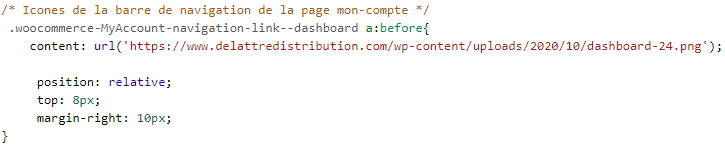 /* Icones de la barre de navigation de la page mon-compte */
.woocommerce-MyAccount-navigation-link--dashboard a:before{
content: url('https://www.delattredistribution.com/wp-content/uploads/2020/10/dashboard-24.png');
position: relative;
top: 8px;
margin-right: 10px;
}